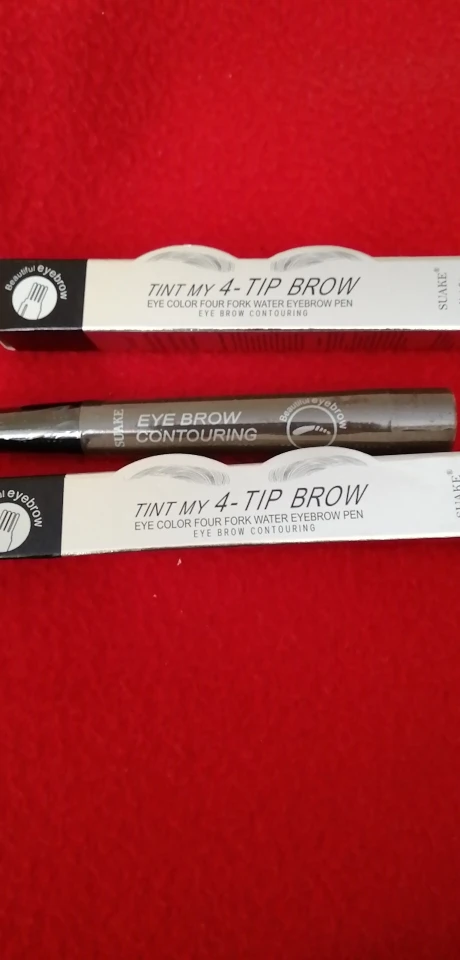 Beautiful eyebrow
TINT MY 4-TIP BROW
EYE COLOR FOUR FORK WATER EYEBROW PEN
EYE BROW CONTOURING
SUAKE®
SUAKE
EYE BROW
CONTOURING
Beautiful eyebrow
eyebrow
TINT MY 4-TIP BROW
EYE COLOR FOUR FORK WATER EYEBROW PEN
EYE BROW CONTOURING
SUAKE®